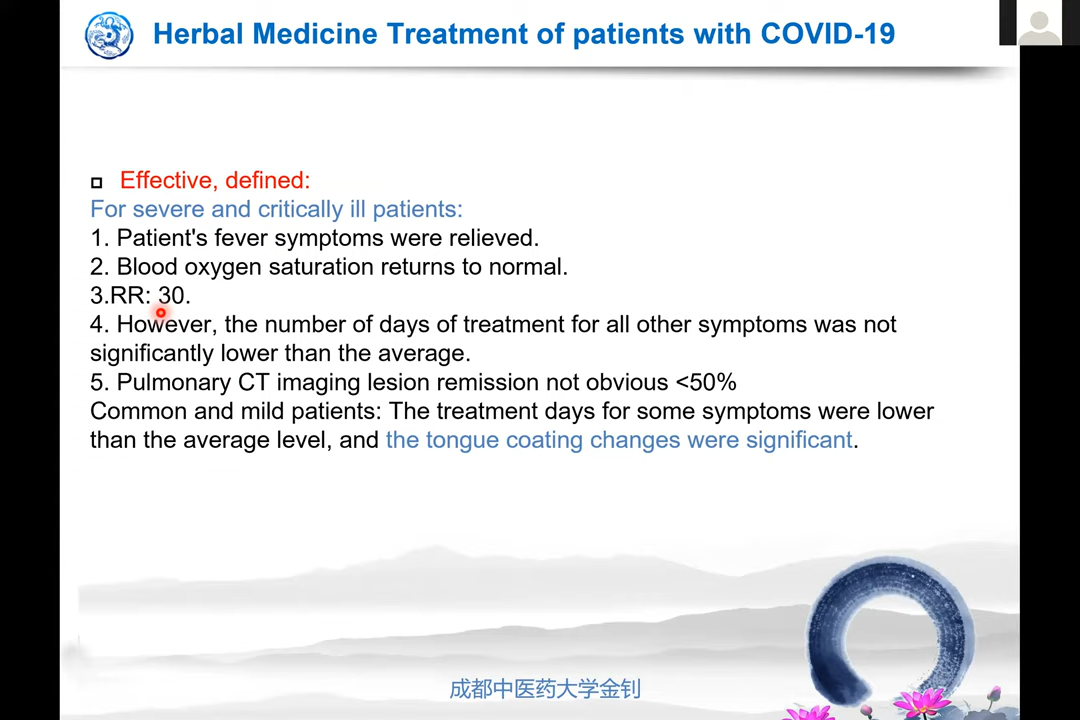 Herbal Medicine Treatment of patients with COVID-19
Effective, defined:
For severe and critically ill patients:
1. Patient's fever symptoms were relieved.
2. Blood oxygen saturation returns to normal.
3.RR: 30.
4. However, the number of days of treatment for all other symptoms was not
significantly lower than the average.
5. Pulmonary CT imaging lesion remission not obvious <50%
Common and mild patients: The treatment days for some symptoms were lower
than the average level, and the tongue coating changes were significant.
成都中医药大学金钊